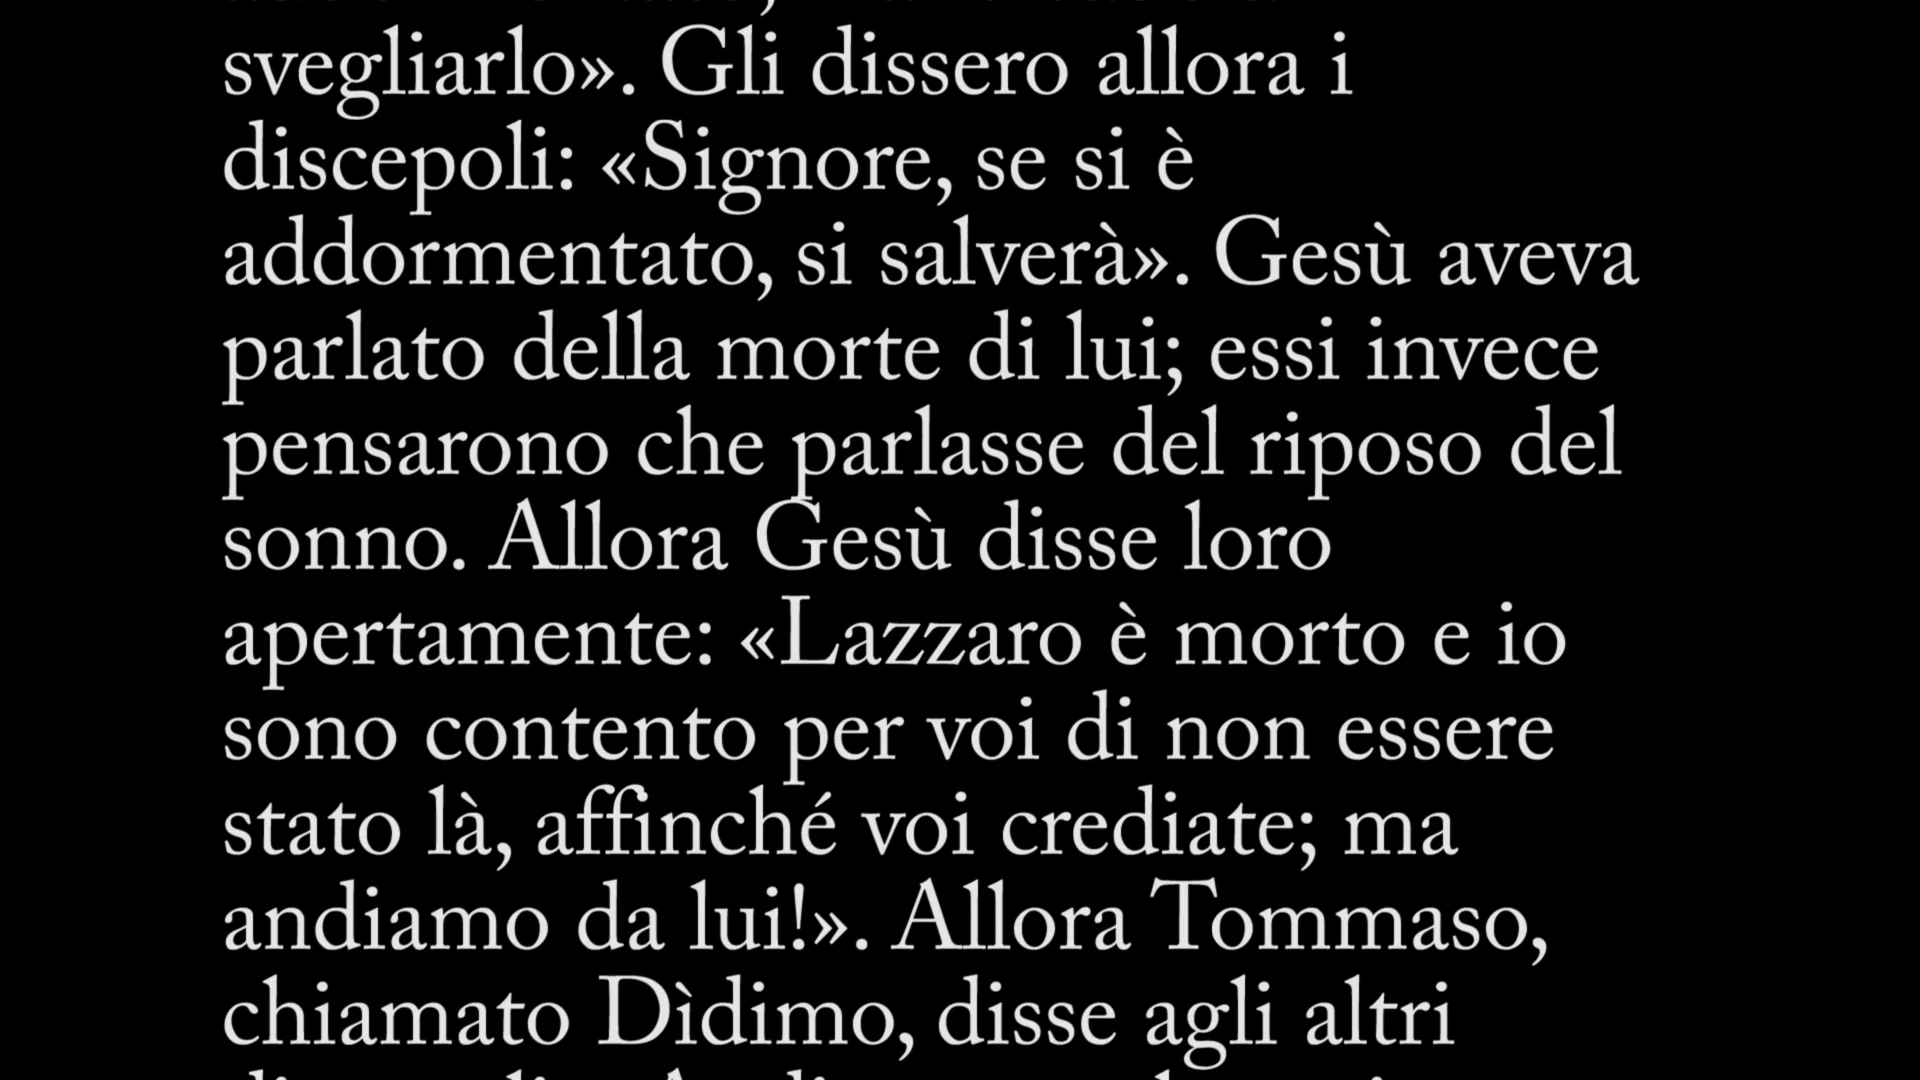 svegliarlo». Gli dissero allora i
discepoli: «Signore, se si è
addormentato, si salverà». Gesù aveva
parlato della morte di lui; essi invece
pensarono che parlasse del riposo del
sonno. Allora Gesù disse loro
apertamente: «Lazzaro è morto e io
sono contento per voi di non essere
stato là, affinché voi crediate; ma
andiamo da lui!». Allora Tommaso,
chiamato Dìdimo, disse agli altri